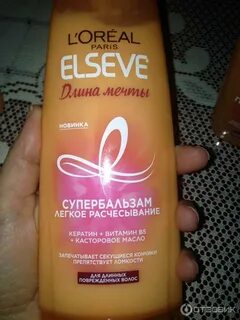 L'ORÉAL
PARIS
ELSEVE
Длина мечты
НОВИНКА
СУПЕРБАЛЬЗАМ
ЛЕГКОЕ РАСЧЕСЫВАНИЕ
КЕРАТИН + ВИТАМИН B5
+ КАСТОРОВОЕ МАСЛО
ЗАПЕЧАТЫВАЕТ СЕКУЩИЕСЯ КОНЧИКИ
ПРЕПЯТСТВУЕТ ЛОМКОСТИ
ДЛЯ ДЛИННЫХ
ПОВРЕЖДЕННЫХ ВОЛОС
ОТЗОВИК